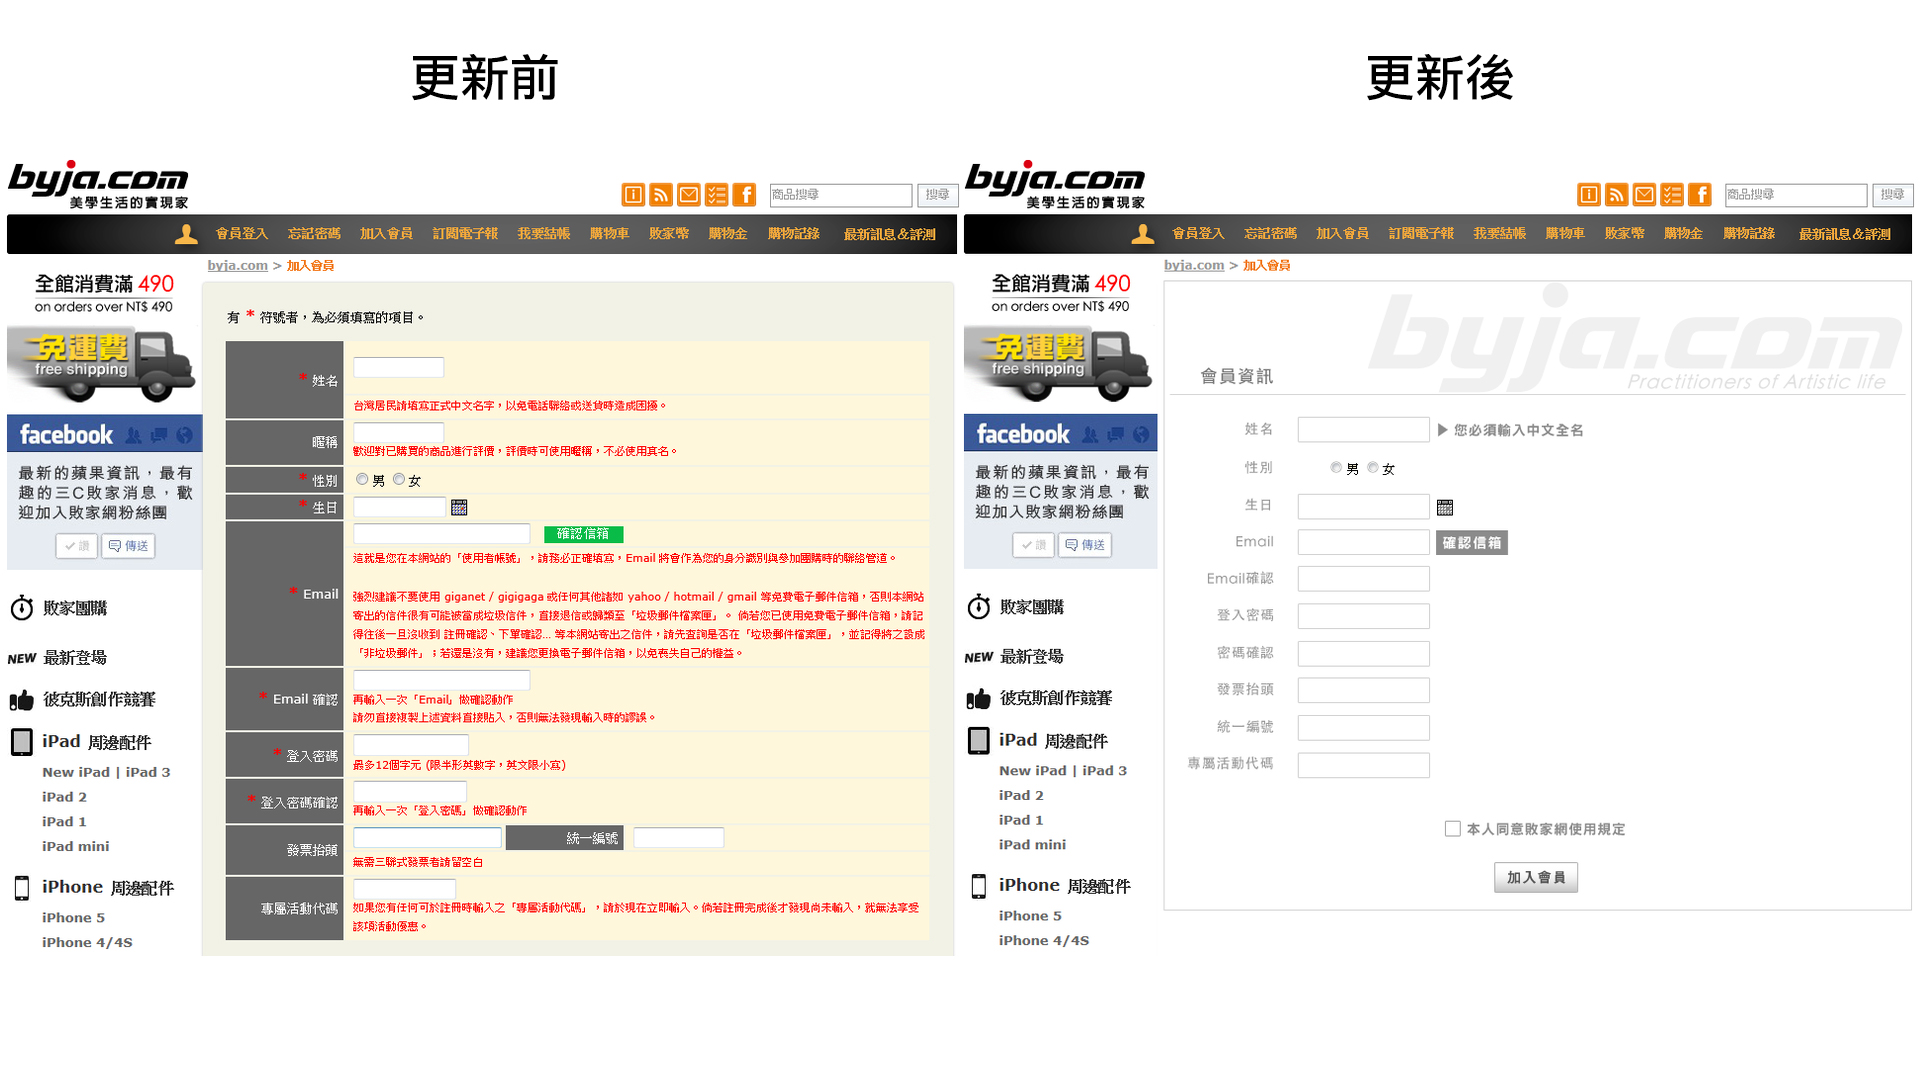 更新前
byja.com
美學生活的實現家
商品搜尋
搜尋
會員登入 忘記密碼 加入會員 訂閱電子報 我要結帳 購物車 敗家幣 購物金 購物記錄 最新訊息&評測
byja.com > 加入會員
全館消費滿 490
on orders over NT$ 490
免運費
free shipping
facebook
最新的蘋果資訊，最有
趣的三C敗家消息，歡
迎加入敗家網粉絲團
讚 傳送
敗家團購
NEW 最新登場
彼克斯創作競賽
iPad 周邊配件
New iPad | iPad 3
iPad 2
iPad 1
iPad mini
iPhone 周邊配件
iPhone 5
iPhone 4/4S
有 * 符號者，為必須填寫的項目。
* 姓名
台灣居民請填寫正式中文名字，以免電話聯絡或送貨時造成困擾。
暱稱
歡迎對已購買的商品進行評價，評價時可使用暱稱，不必使用真名。
* 性別 男 女
* 生日
* Email
確認信箱
這就是您在本網站的「使用者帳號」，請務必正確填寫，Email 將會作為您的身分識別與參加團購時的聯絡管道。
強烈建議不要使用 giganet / gigigaga 或任何其他諸如 yahoo / hotmail / gmail 等免費電子郵件信箱，否則本網站
寄出的信件很有可能被當成垃圾信件，直接退信或歸類至「垃圾郵件檔案匣」。 倘若您已使用免費電子郵件信箱，請記
得往後一旦沒收到 註冊確認、下單確認... 等本網站寄出之信件，請先查詢是否在「垃圾郵件檔案匣」，並記得將之設成
「非垃圾郵件」；若還是沒有，建議您更換電子郵件信箱，以免喪失自己的權益。
* Email 確認
再輸入一次「Email」做確認動作
請勿直接複製上述資料直接貼入，否則無法發現輸入時的謬誤。
* 登入密碼
最多12個字元 (限半形英數字，英文限小寫)
* 登入密碼確認
再輸入一次「登入密碼」做確認動作
發票抬頭
統一編號
無需三聯式發票者請留空白
專屬活動代碼
如果您有任何可於註冊時輸入之「專屬活動代碼」，請於現在立即輸入。倘若註冊完成後才發現尚未輸入，就無法享受
該項活動優惠。
更新後
byja.com
美學生活的實現家
商品搜尋
搜尋
會員登入 忘記密碼 加入會員 訂閱電子報 我要結帳 購物車 敗家幣 購物金 購物記錄 最新訊息&評測
byja.com > 加入會員
全館消費滿 490
on orders over NT$ 490
免運費
free shipping
facebook
最新的蘋果資訊，最有
趣的三C敗家消息，歡
迎加入敗家網粉絲團
讚 傳送
敗家團購
NEW 最新登場
彼克斯創作競賽
iPad 周邊配件
New iPad | iPad 3
iPad 2
iPad 1
iPad mini
iPhone 周邊配件
iPhone 5
iPhone 4/4S
byja.com
Practitioners of Artistic life
會員資訊
姓名 ▶ 您必須輸入中文全名
性別 男 女
生日
Email 確認信箱
Email確認
登入密碼
密碼確認
發票抬頭
統一編號
專屬活動代碼
本人同意敗家網使用規定
加入會員